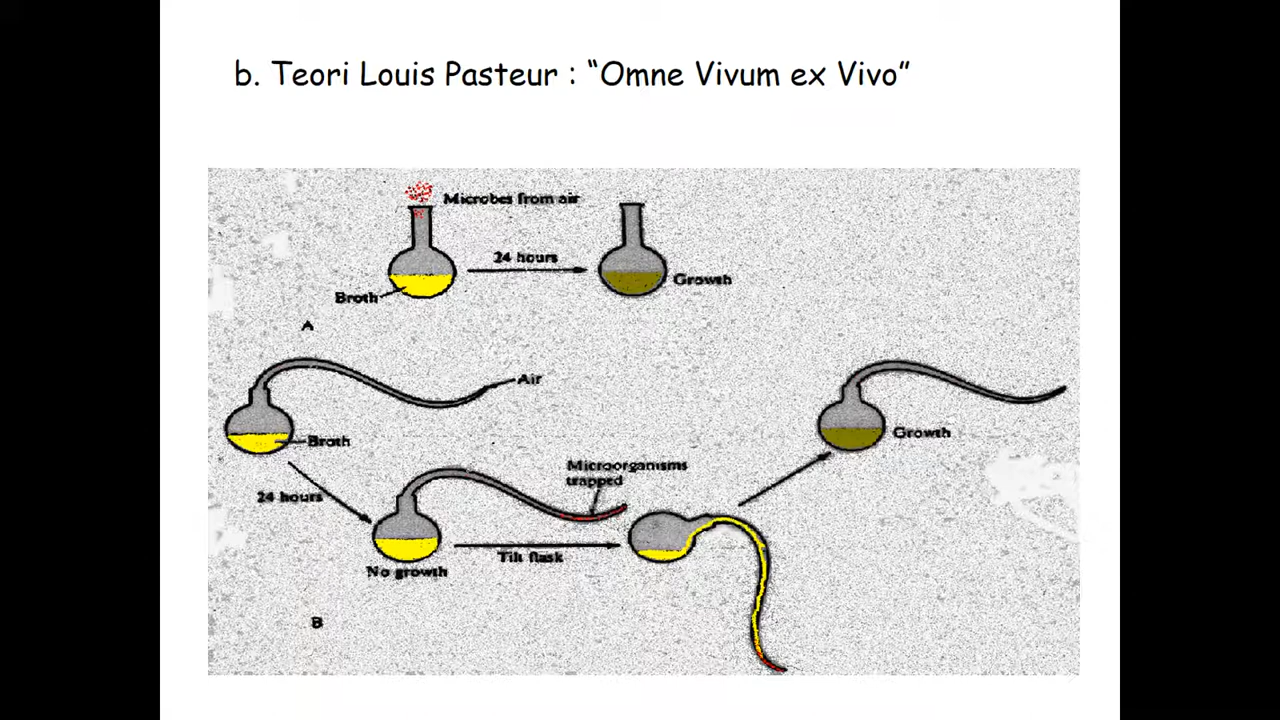 b. Teori Louis Pasteur : “Omne Vivum ex Vivo”
Microbes from air
24 hours
Broth
Growth
A
Air
Broth
24 hours
No growth
Microorganisms
trapped
Tilt flask
Growth
B